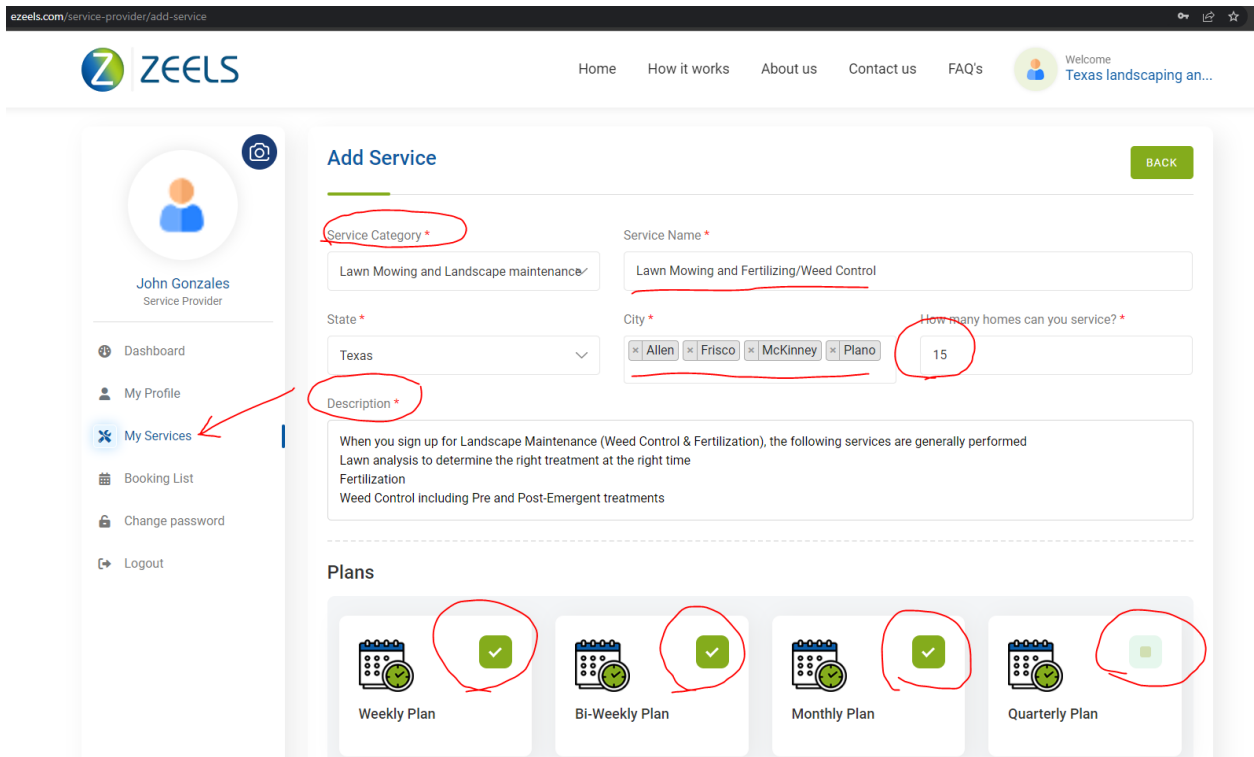 ezeels.com/service-provider/add-service
ZEELS
Home How it works About us Contact us FAQ's
Welcome
Texas landscaping an...
John Gonzales
Service Provider
Dashboard
My Profile
My Services
Booking List
Change password
Logout
Add Service
BACK
Service Category * Service Name *
Lawn Mowing and Landscape maintenance Lawn Mowing and Fertilizing/Weed Control
State * City * How many homes can you service? *
Texas × Allen × Frisco × McKinney × Plano 15
Description *
When you sign up for Landscape Maintenance (Weed Control & Fertilization), the following services are generally performed
Lawn analysis to determine the right treatment at the right time
Fertilization
Weed Control including Pre and Post-Emergent treatments
Plans
Weekly Plan Bi-Weekly Plan Monthly Plan Quarterly Plan